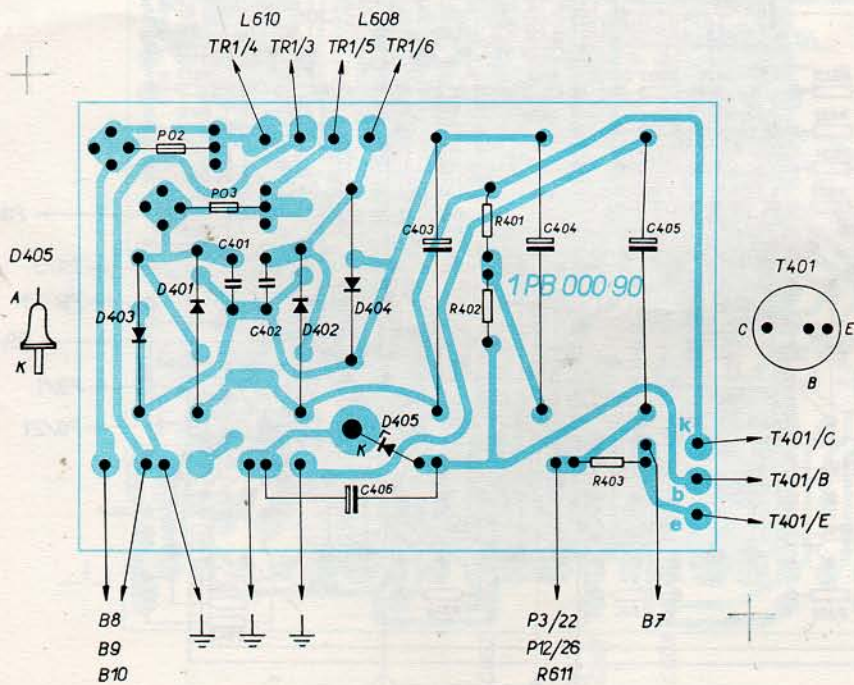 L610 L608
TR1/4 TR1/3 TR1/5 TR1/6
P02
P03
D405
A
K
C401
D401
D403
C402
D402
D404
C403
R401
C404
C405
R402
1PB 000 90
T401
C E
B
D405
K
C406
R403
k
b
e
T401/C
T401/B
T401/E
B8
B9
B10
P3/22
P12/26
R611
B7